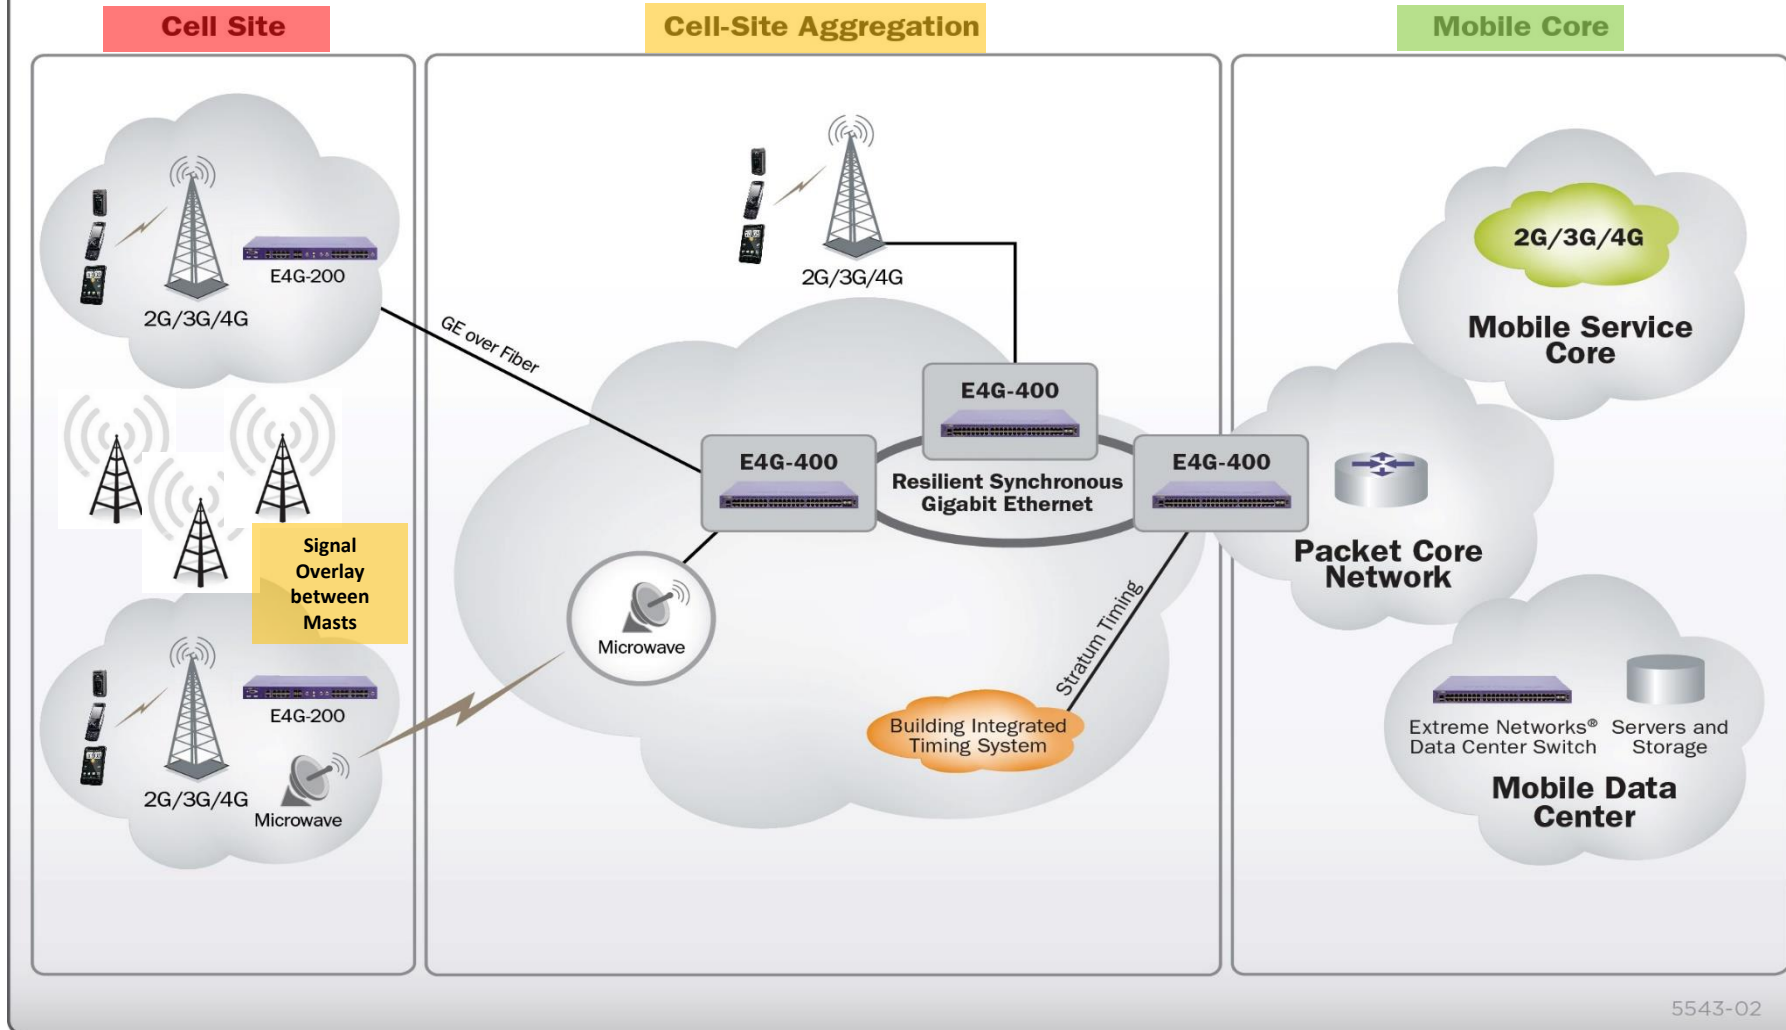 Cell Site
Cell-Site Aggregation
Mobile Core
E4G-200
2G/3G/4G
Signal
Overlay
between
Masts
E4G-200
2G/3G/4G
Microwave
GE over Fiber
2G/3G/4G
E4G-400
E4G-400
E4G-400
Resilient Synchronous
Gigabit Ethernet
Microwave
Stratum Timing
Building Integrated
Timing System
2G/3G/4G
Mobile Service
Core
Packet Core
Network
Extreme Networks®
Data Center Switch
Servers and
Storage
Mobile Data
Center
5543-02